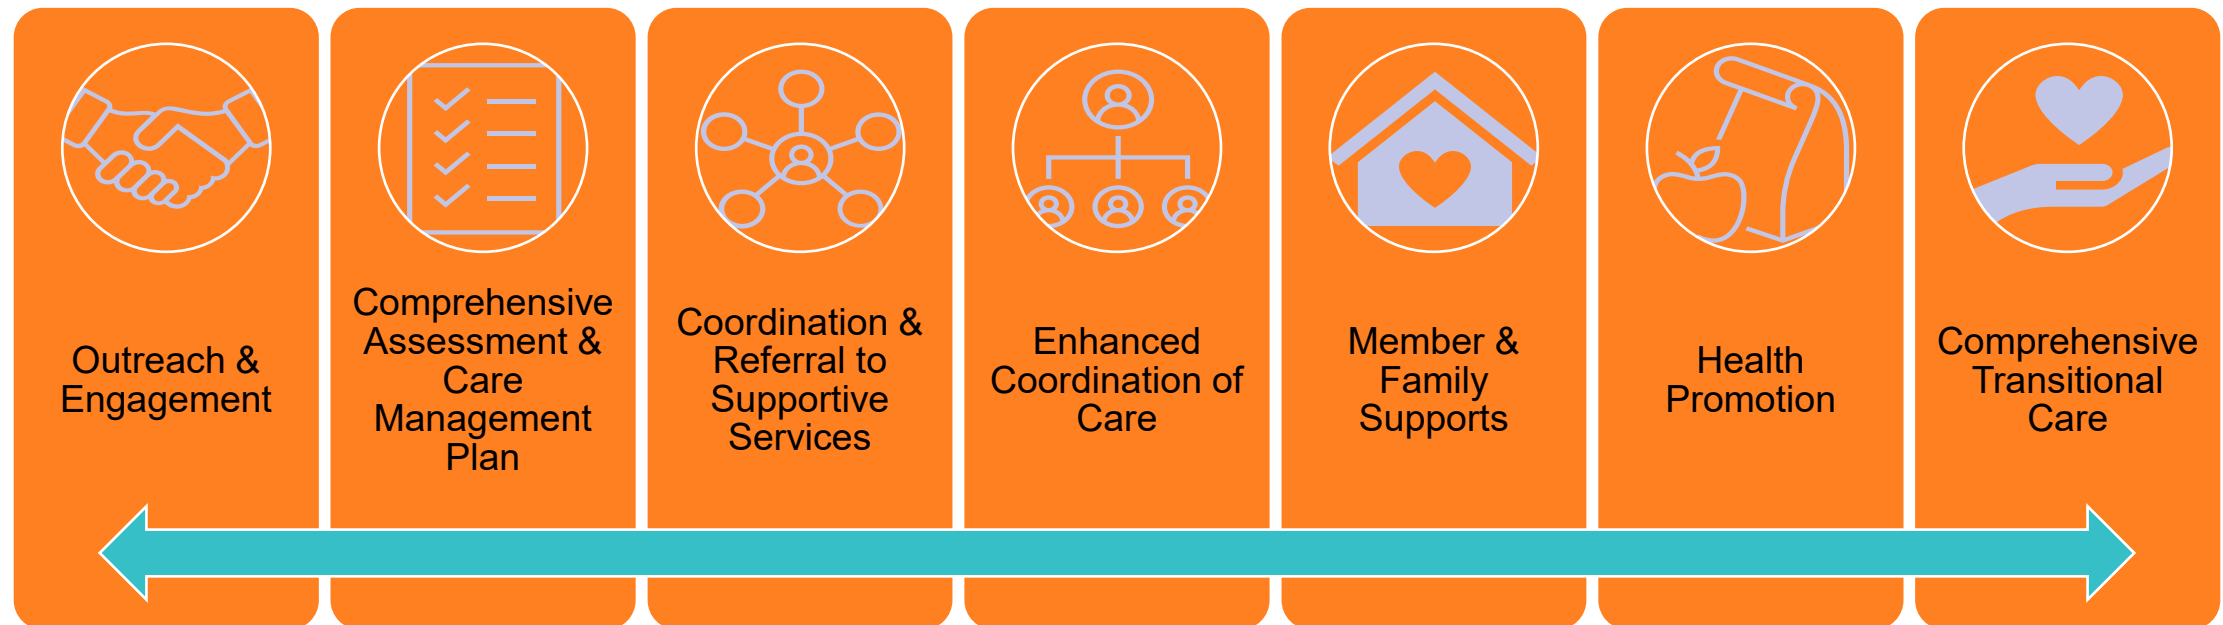 Outreach &
Engagement
Comprehensive
Assessment &
Care
Management
Plan
Coordination &
Referral to
Supportive
Services
Enhanced
Coordination of
Care
Member &
Family
Supports
Health
Promotion
Comprehensive
Transitional
Care